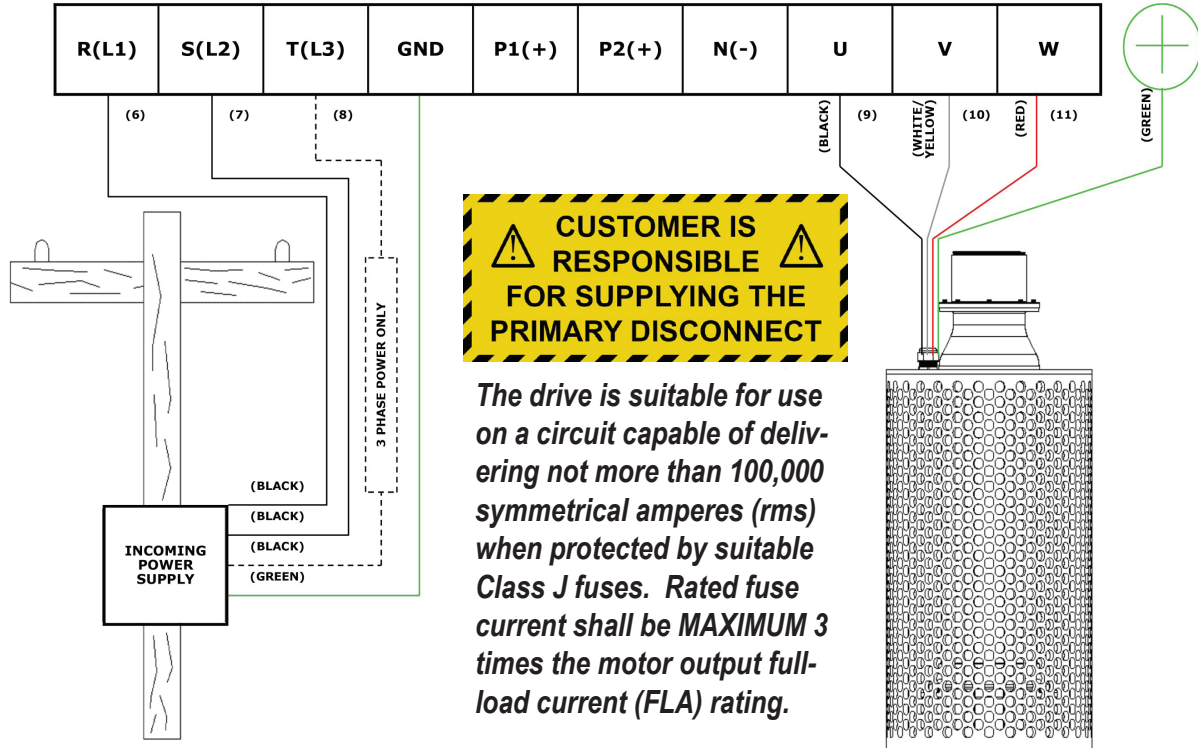 R(L1) S(L2) T(L3) GND P1(+) P2(+) N(-) U V W
(6) (7) (8) (BLACK) (9) (WHITE/ (10) (RED) (11) (GREEN)
YELLOW)
3 PHASE POWER ONLY
CUSTOMER IS
RESPONSIBLE
FOR SUPPLYING THE
PRIMARY DISCONNECT
The drive is suitable for use
on a circuit capable of deliv-
ering not more than 100,000
symmetrical amperes (rms)
when protected by suitable
Class J fuses. Rated fuse
current shall be MAXIMUM 3
times the motor output full-
load current (FLA) rating.
(BLACK)
(BLACK)
(BLACK)
(GREEN)
INCOMING
POWER
SUPPLY